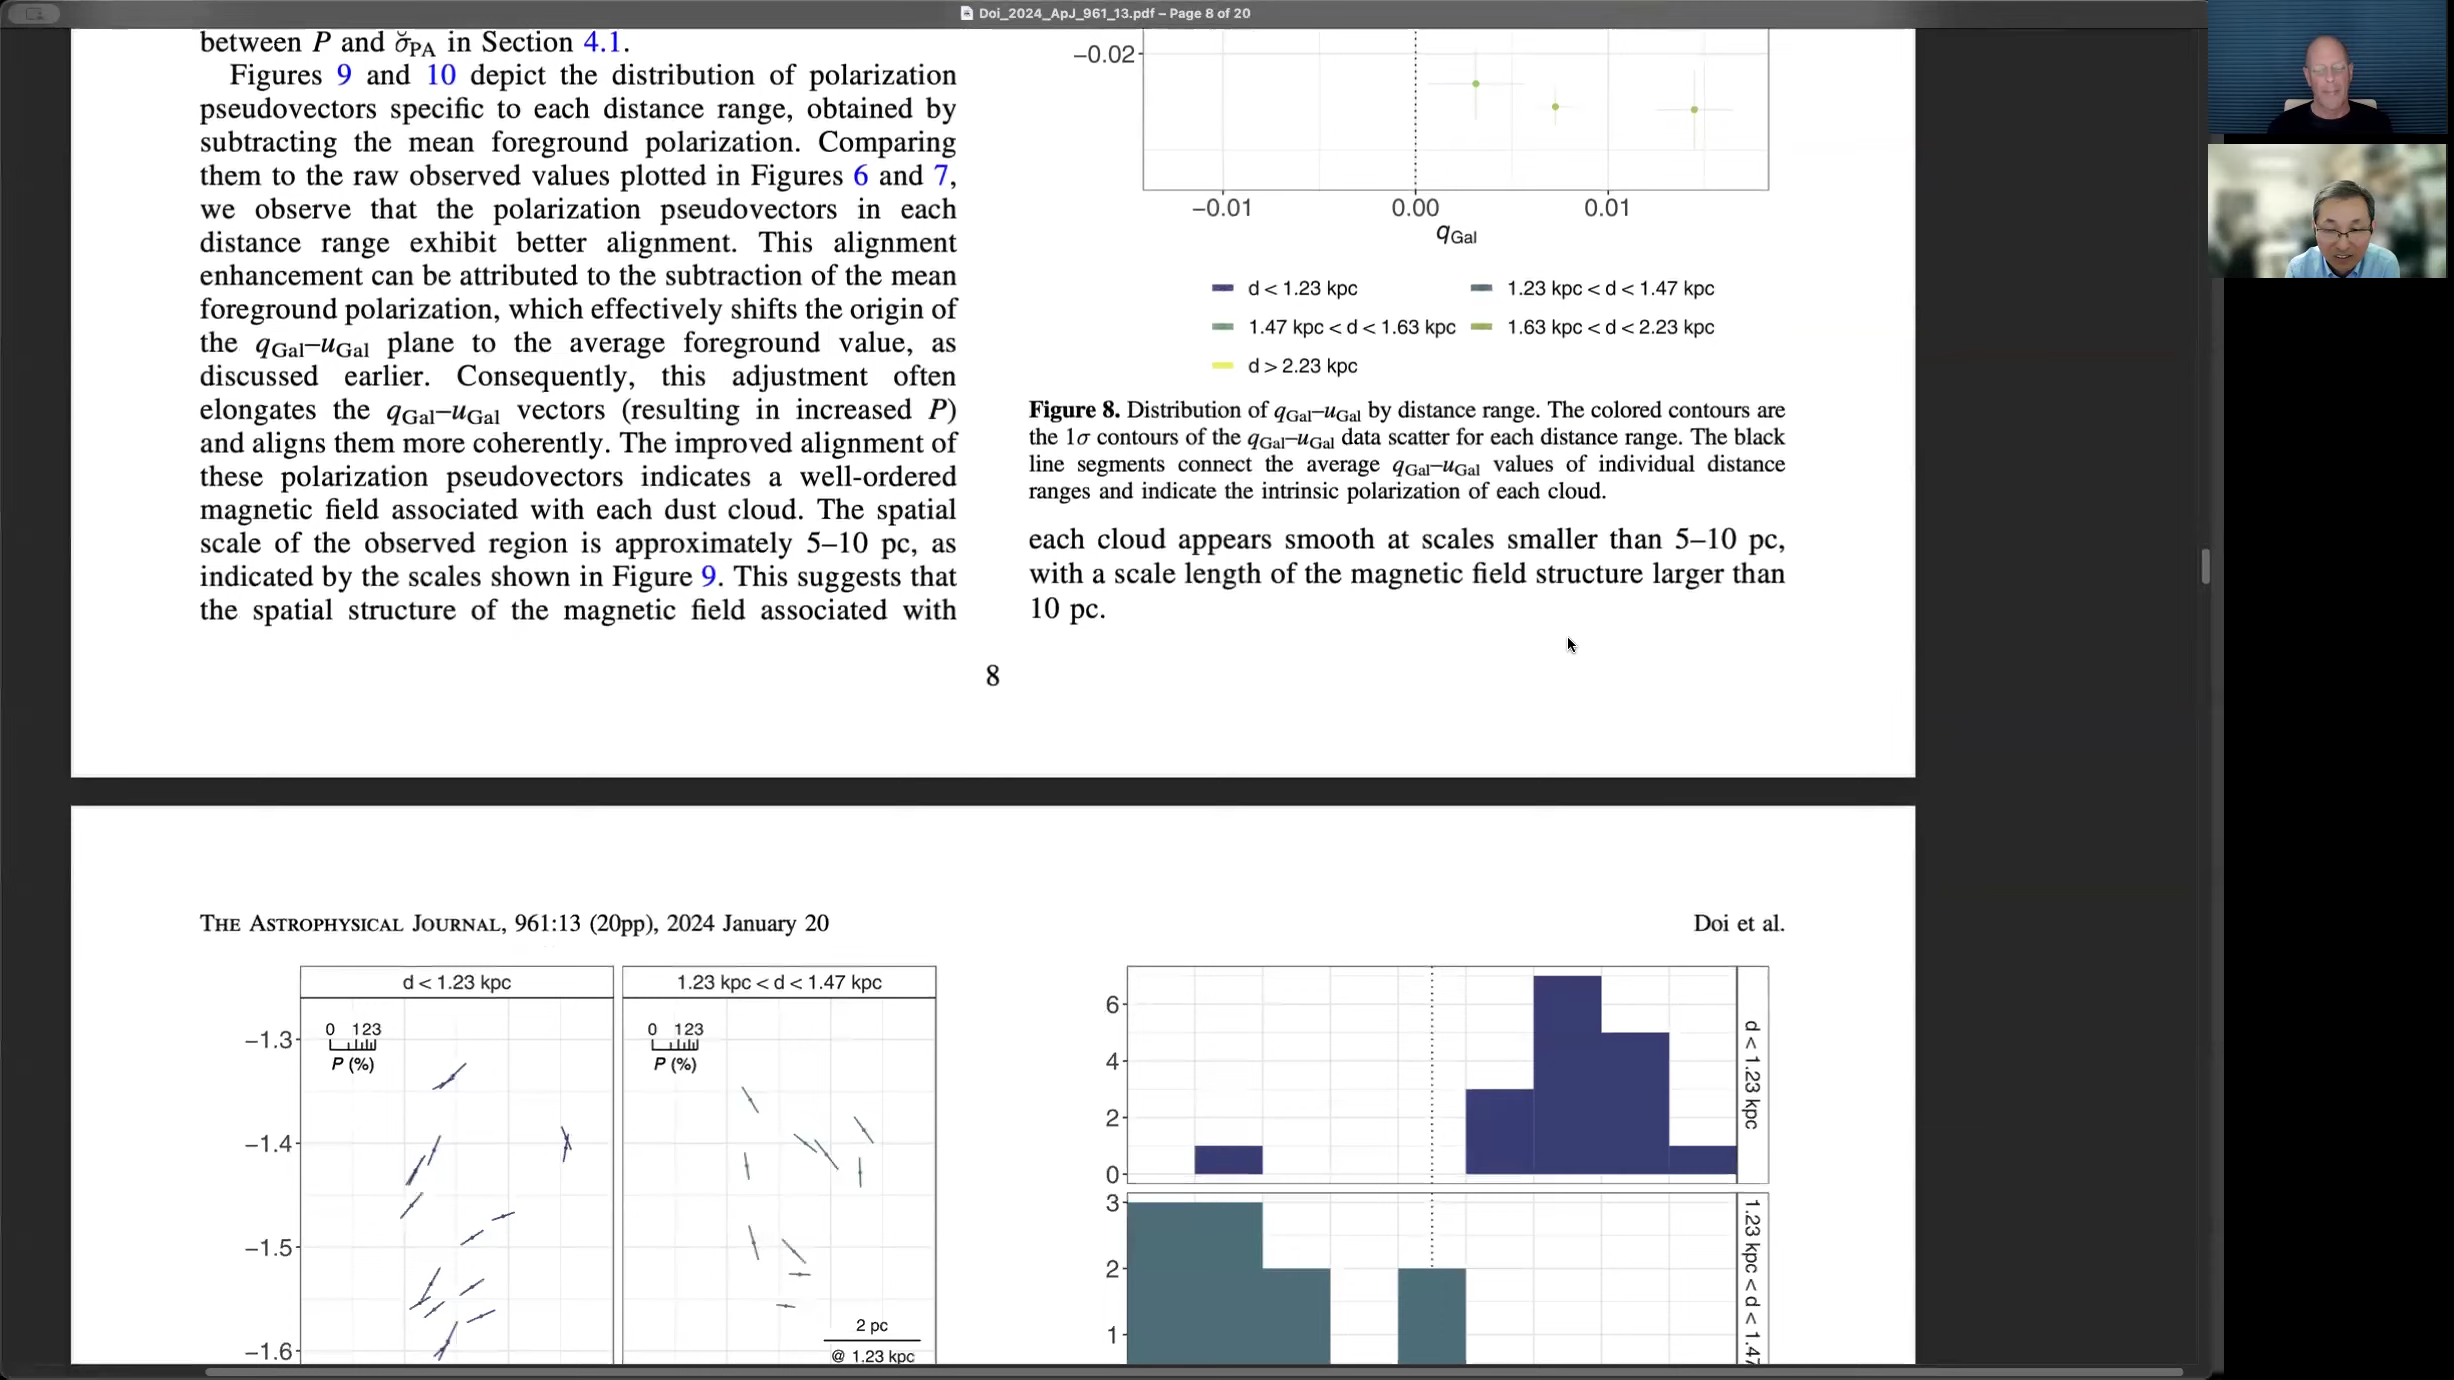 Doi_2024_ApJ_961_13.pdf – Page 8 of 20
between P and σ̆PA in Section 4.1.
Figures 9 and 10 depict the distribution of polarization
pseudovectors specific to each distance range, obtained by
subtracting the mean foreground polarization. Comparing
them to the raw observed values plotted in Figures 6 and 7,
we observe that the polarization pseudovectors in each
distance range exhibit better alignment. This alignment
enhancement can be attributed to the subtraction of the mean
foreground polarization, which effectively shifts the origin of
the qGal–uGal plane to the average foreground value, as
discussed earlier. Consequently, this adjustment often
elongates the qGal–uGal vectors (resulting in increased P)
and aligns them more coherently. The improved alignment of
these polarization pseudovectors indicates a well-ordered
magnetic field associated with each dust cloud. The spatial
scale of the observed region is approximately 5–10 pc, as
indicated by the scales shown in Figure 9. This suggests that
the spatial structure of the magnetic field associated with
−0.02
−0.01 0.00 0.01
qGal
d < 1.23 kpc 1.23 kpc < d < 1.47 kpc
1.47 kpc < d < 1.63 kpc 1.63 kpc < d < 2.23 kpc
d > 2.23 kpc
Figure 8. Distribution of qGal–uGal by distance range. The colored contours are
the 1σ contours of the qGal–uGal data scatter for each distance range. The black
line segments connect the average qGal–uGal values of individual distance
ranges and indicate the intrinsic polarization of each cloud.
each cloud appears smooth at scales smaller than 5–10 pc,
with a scale length of the magnetic field structure larger than
10 pc.
8
THE ASTROPHYSICAL JOURNAL, 961:13 (20pp), 2024 January 20
Doi et al.
d < 1.23 kpc 1.23 kpc < d < 1.47 kpc
0 123 0 123
P (%) P (%)
−1.3
−1.4
−1.5
−1.6
2 pc
@ 1.23 kpc
6
4
2
0
d < 1.23 kpc
3
2
1
1.23 kpc < d < 1.47